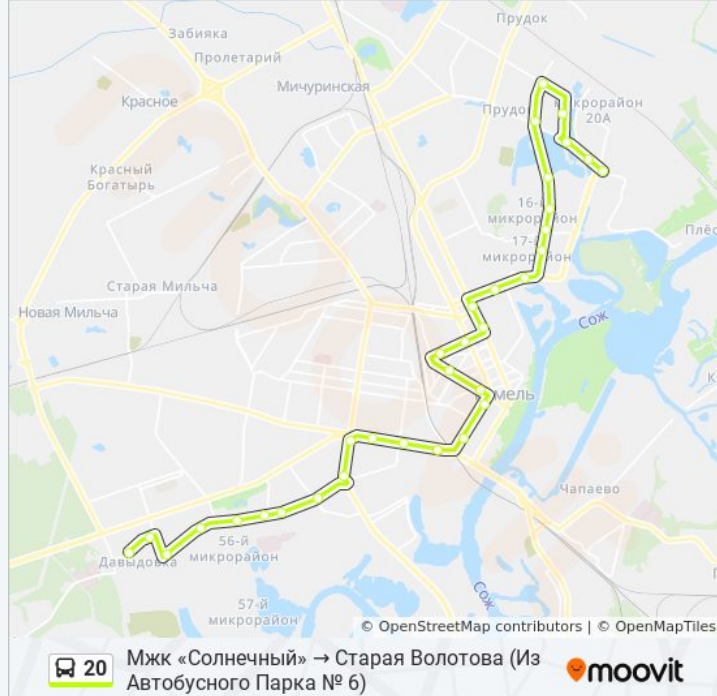 Прудок
Забияка
Пролетарий
Мичуринская
Красное
Прудо
микрорайон
20А
Красный
Богатырь
16-й
микрорайон
17-й
микрорайон
Плёс
Старая Мильча
Новая Мильча
Сож
мель
Чапаево
56-й
микрорайон
Давыдовка
57-й
микрорайон
Сож
© OpenStreetMap contributors | © OpenMapTiles
20
Мжк «Солнечный» → Старая Волотова (Из
Автобусного Парка № 6)
moovit